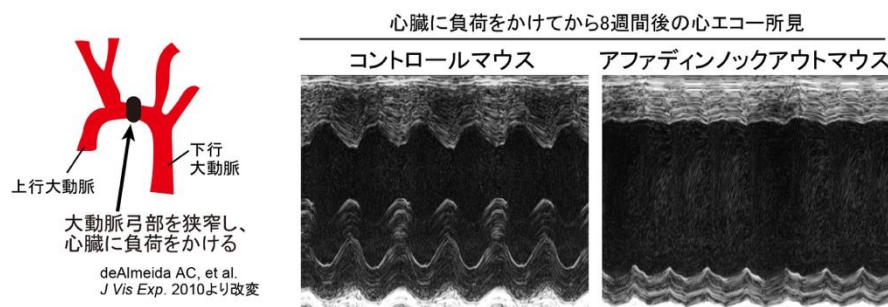 心臓に負荷をかけてから8週間後の心エコー所見
コントロールマウス
アファディンノックアウトマウス
上行大動脈
下行
大動脈
大動脈弓部を狭窄し、
心臓に負荷をかける
deAlmeida AC, et al.
J Vis Exp. 2010より改変